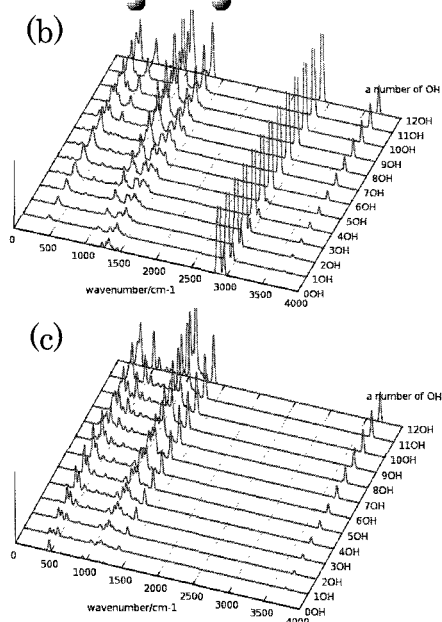 (b)
a number of OH
12OH
11OH
10OH
9OH
8OH
7OH
6OH
5OH
4OH
3OH
2OH
1OH
0OH
0
500
1000
1500
2000
2500
3000
3500
4000
wavenumber/cm-1
(c)
a number of OH
12OH
11OH
10OH
9OH
8OH
7OH
6OH
5OH
4OH
3OH
2OH
1OH
0OH
0
500
1000
1500
2000
2500
3000
3500
4000
wavenumber/cm-1